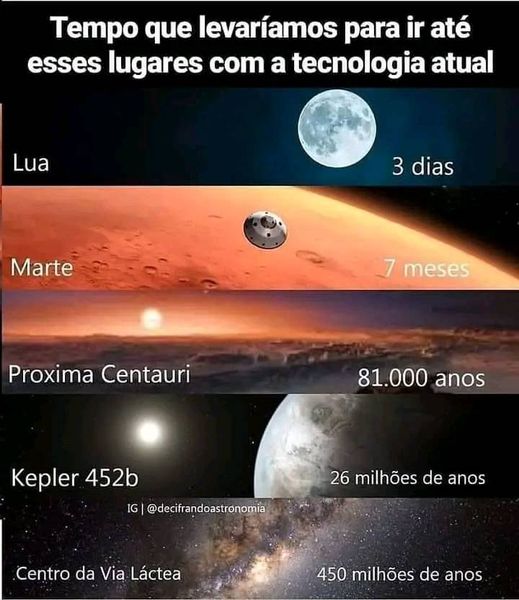 Tempo que levaríamos para ir até
esses lugares com a tecnologia atual
Lua
3 dias
Marte
7 meses
Proxima Centauri
81.000 anos
Kepler 452b
26 milhões de anos
IG | @decifrandoastronomia
Centro da Via Láctea
450 milhões de anos